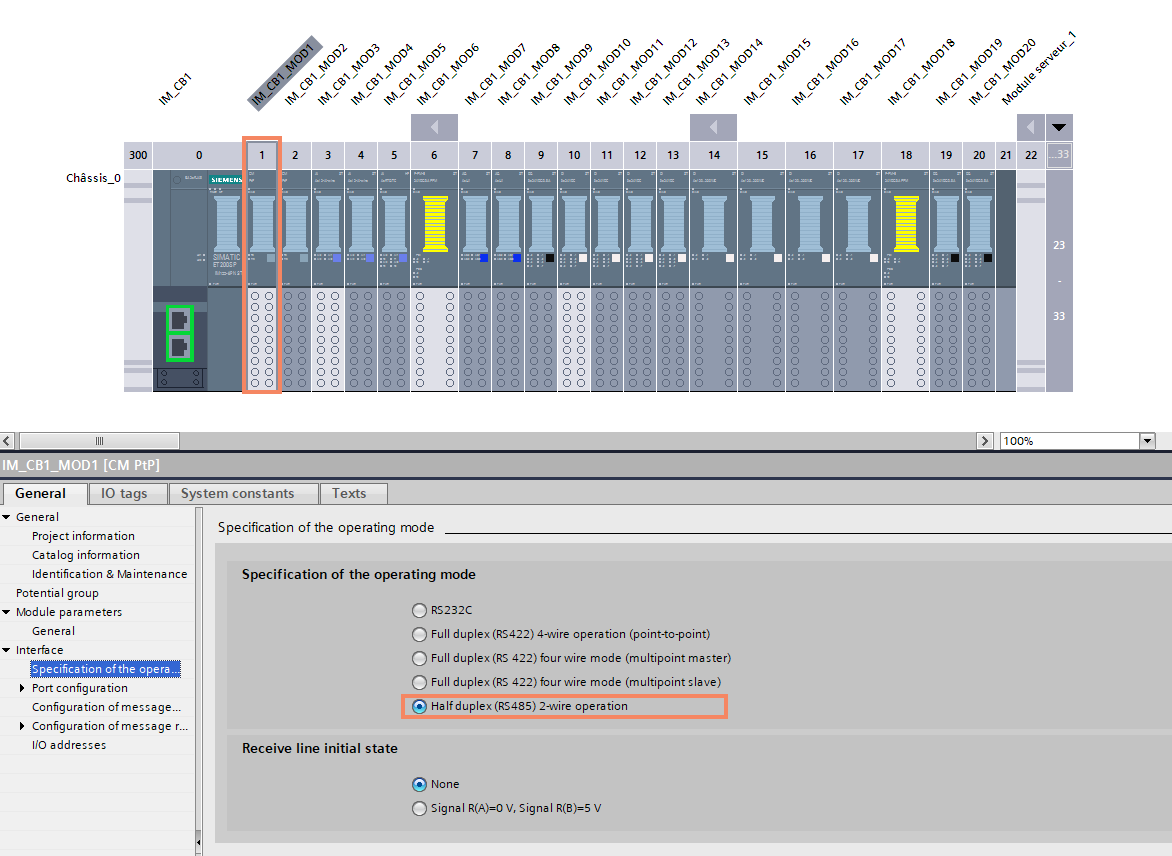 IM_CB1
IM_CB1_MOD1
IM_CB1_MOD2
IM_CB1_MOD3
IM_CB1_MOD4
IM_CB1_MOD5
IM_CB1_MOD6
IM_CB1_MOD7
IM_CB1_MOD8
IM_CB1_MOD9
IM_CB1_MOD10
IM_CB1_MOD11
IM_CB1_MOD12
IM_CB1_MOD13
IM_CB1_MOD14
IM_CB1_MOD15
IM_CB1_MOD16
IM_CB1_MOD17
IM_CB1_MOD18
IM_CB1_MOD19
IM_CB1_MOD20
Module serveur_1
300 0 1 2 3 4 5 6 7 8 9 10 11 12 13 14 15 16 17 18 19 20 21 22 ...33
Châssis_0
SIEMENS
23
-
33
SIMATIC
ET 200SP
100%
IM_CB1_MOD1 [CM PtP]
General IO tags System constants Texts
General
Project information
Catalog information
Identification & Maintenance
Potential group
Module parameters
General
Interface
Specification of the opera...
Port configuration
Configuration of message...
Configuration of message r...
I/O addresses
Specification of the operating mode
Specification of the operating mode
RS232C
Full duplex (RS422) 4-wire operation (point-to-point)
Full duplex (RS 422) four wire mode (multipoint master)
Full duplex (RS 422) four wire mode (multipoint slave)
Half duplex (RS485) 2-wire operation
Receive line initial state
None
Signal R(A)=0 V, Signal R(B)=5 V